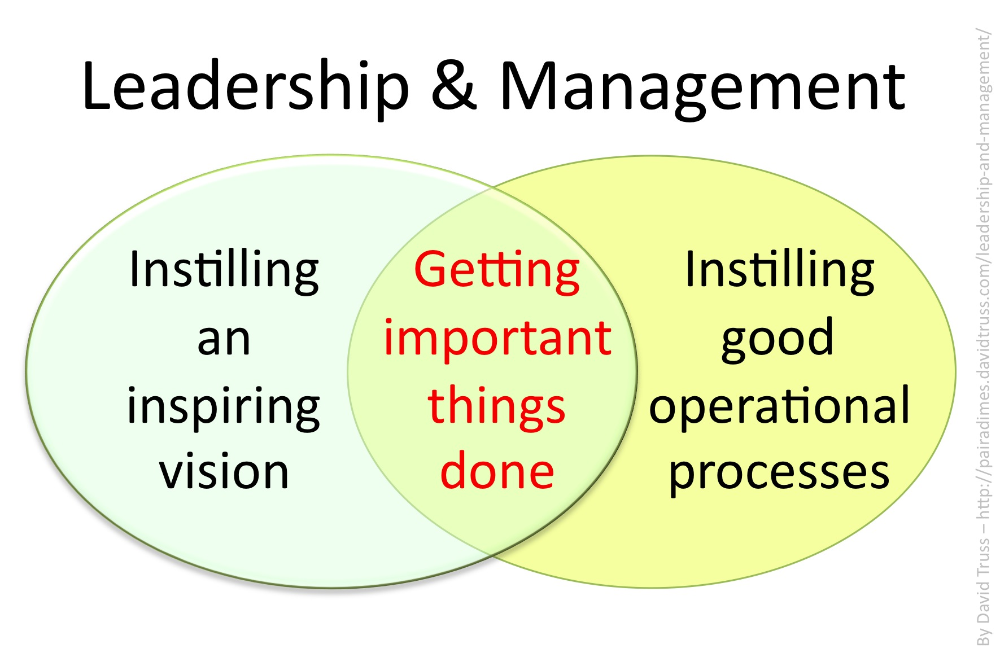 Leadership & Management
Instilling
an
inspiring
vision
Getting
important
things
done
Instilling
good
operational
processes
By David Truss – http://pairadimes.davidtruss.com/leadership-and-management/